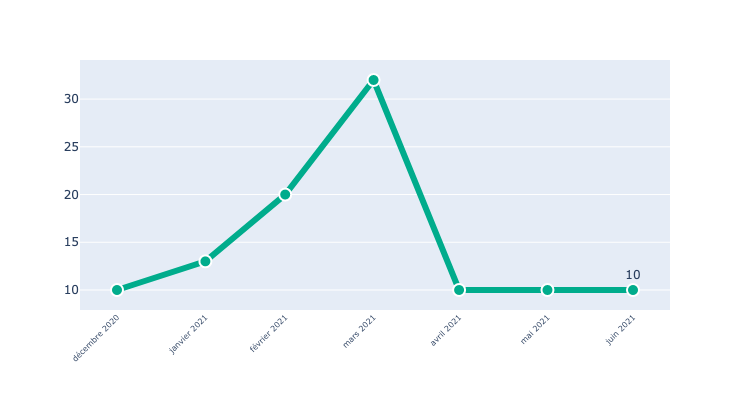 30
25
20
15
10
10
décembre 2020
janvier 2021
février 2021
mars 2021
avril 2021
mai 2021
juin 2021